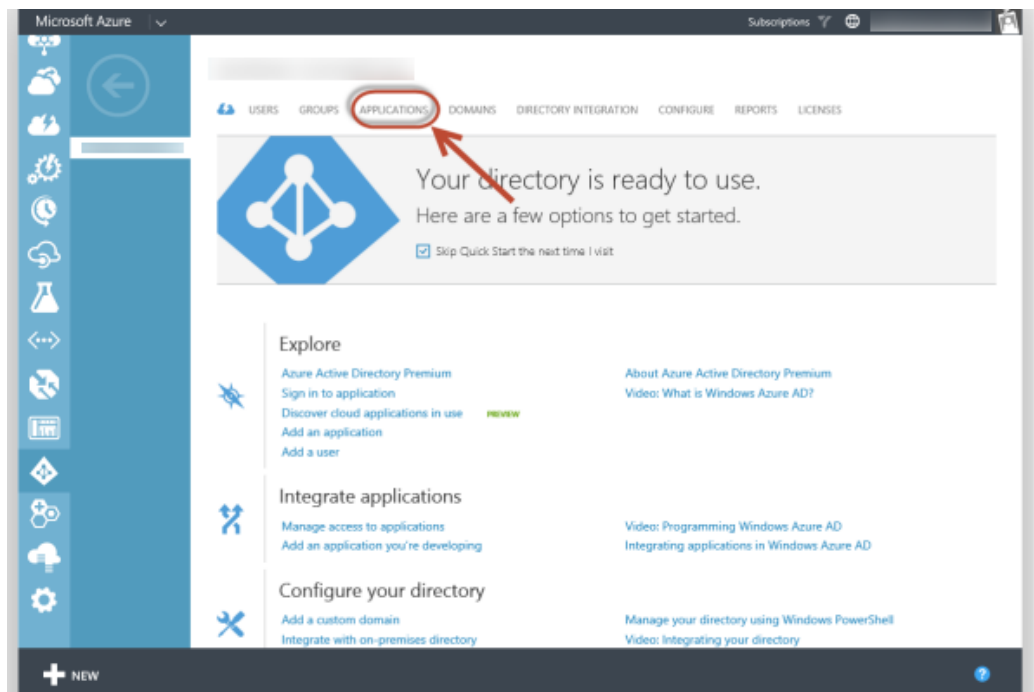 Microsoft Azure
Subscriptions
USERS GROUPS APPLICATIONS DOMAINS DIRECTORY INTEGRATION CONFIGURE REPORTS LICENSES
Your directory is ready to use.
Here are a few options to get started.
Skip Quick Start the next time I visit
Explore
Azure Active Directory Premium
About Azure Active Directory Premium
Sign in to application
Video: What is Windows Azure AD?
Discover cloud applications in use PREVIEW
Add an application
Add a user
Integrate applications
Manage access to applications
Video: Programming Windows Azure AD
Add an application you're developing
Integrating applications in Windows Azure AD
Configure your directory
Add a custom domain
Manage your directory using Windows PowerShell
Integrate with on-premises directory
Video: Integrating your directory
NEW
?